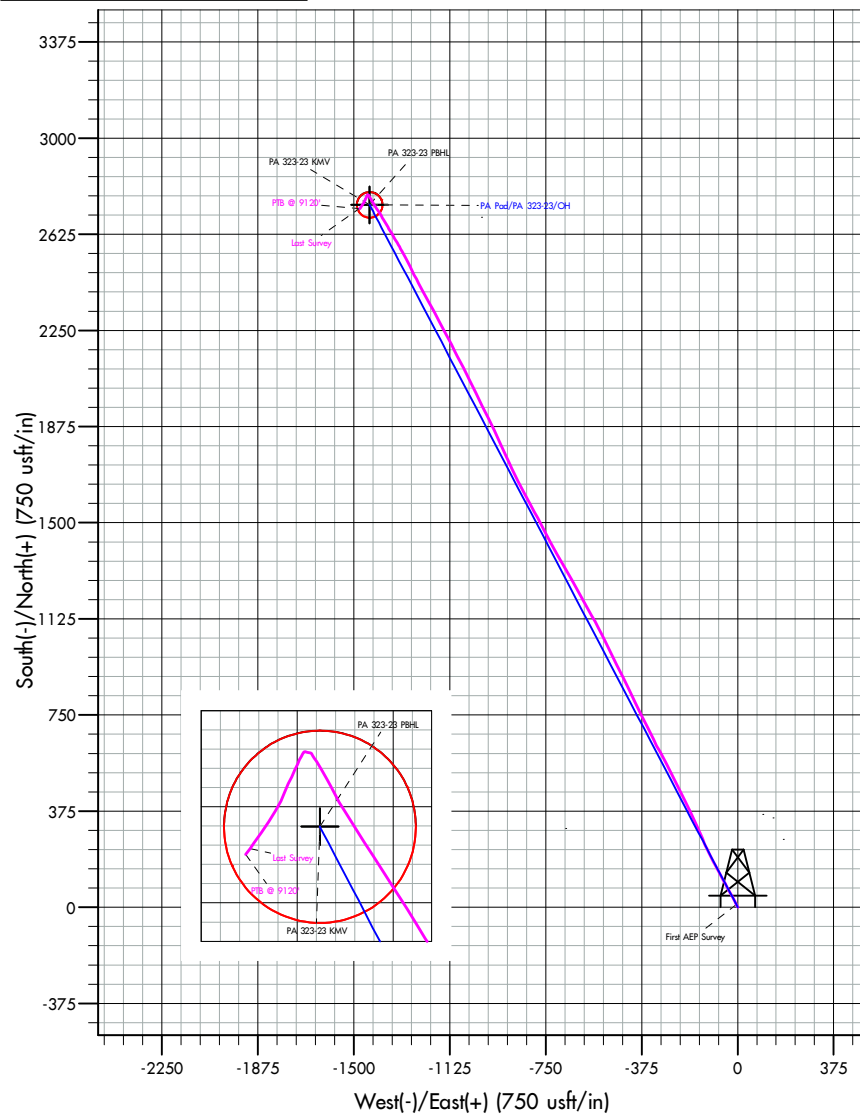 3375
3000
PA 323-23 PBHL
PA 323-23 KMV
PTB @ 9120'
PA Pad/PA 323-23/OH
Last Survey
2625
2250
1875
1500
1125
750
375
0
-375
South(-)/North(+) (750 usft/in)
PA 323-23 PBHL
Last Survey
PTB @ 9120'
PA 323-23 KMV
First AEP Survey
-2250
-1875
-1500
-1125
-750
-375
0
375
West(-)/East(+) (750 usft/in)